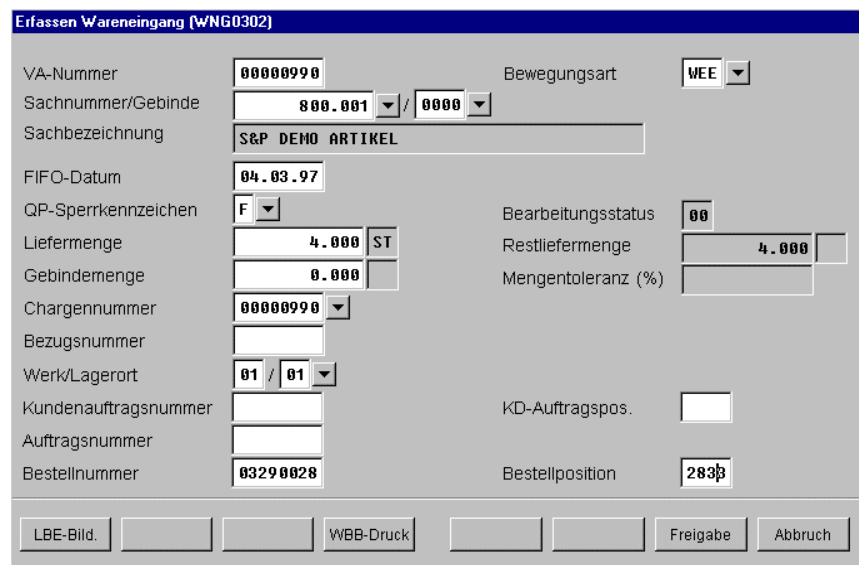 Erfassen Wareneingang (WNG0302)
VA-Nummer 00000990 Bewegungsart WEE
Sachnummer/Gebinde 800.001 / 0000
Sachbezeichnung S&P DEMO ARTIKEL
FIFO-Datum 04.03.97
QP-Sperrkennzeichen F Bearbeitungsstatus 00
Liefermenge 4.000 ST Restliefermenge 4.000
Gebindemenge 0.000 Mengentoleranz (%)
Chargennummer 00000990
Bezugsnummer
Werk/Lagerort 01 / 01
Kundenauftragsnummer KD-Auftragspos.
Auftragsnummer
Bestellnummer 03290028 Bestellposition 2833
LBE-Bild. WBB-Druck Freigabe Abbruch